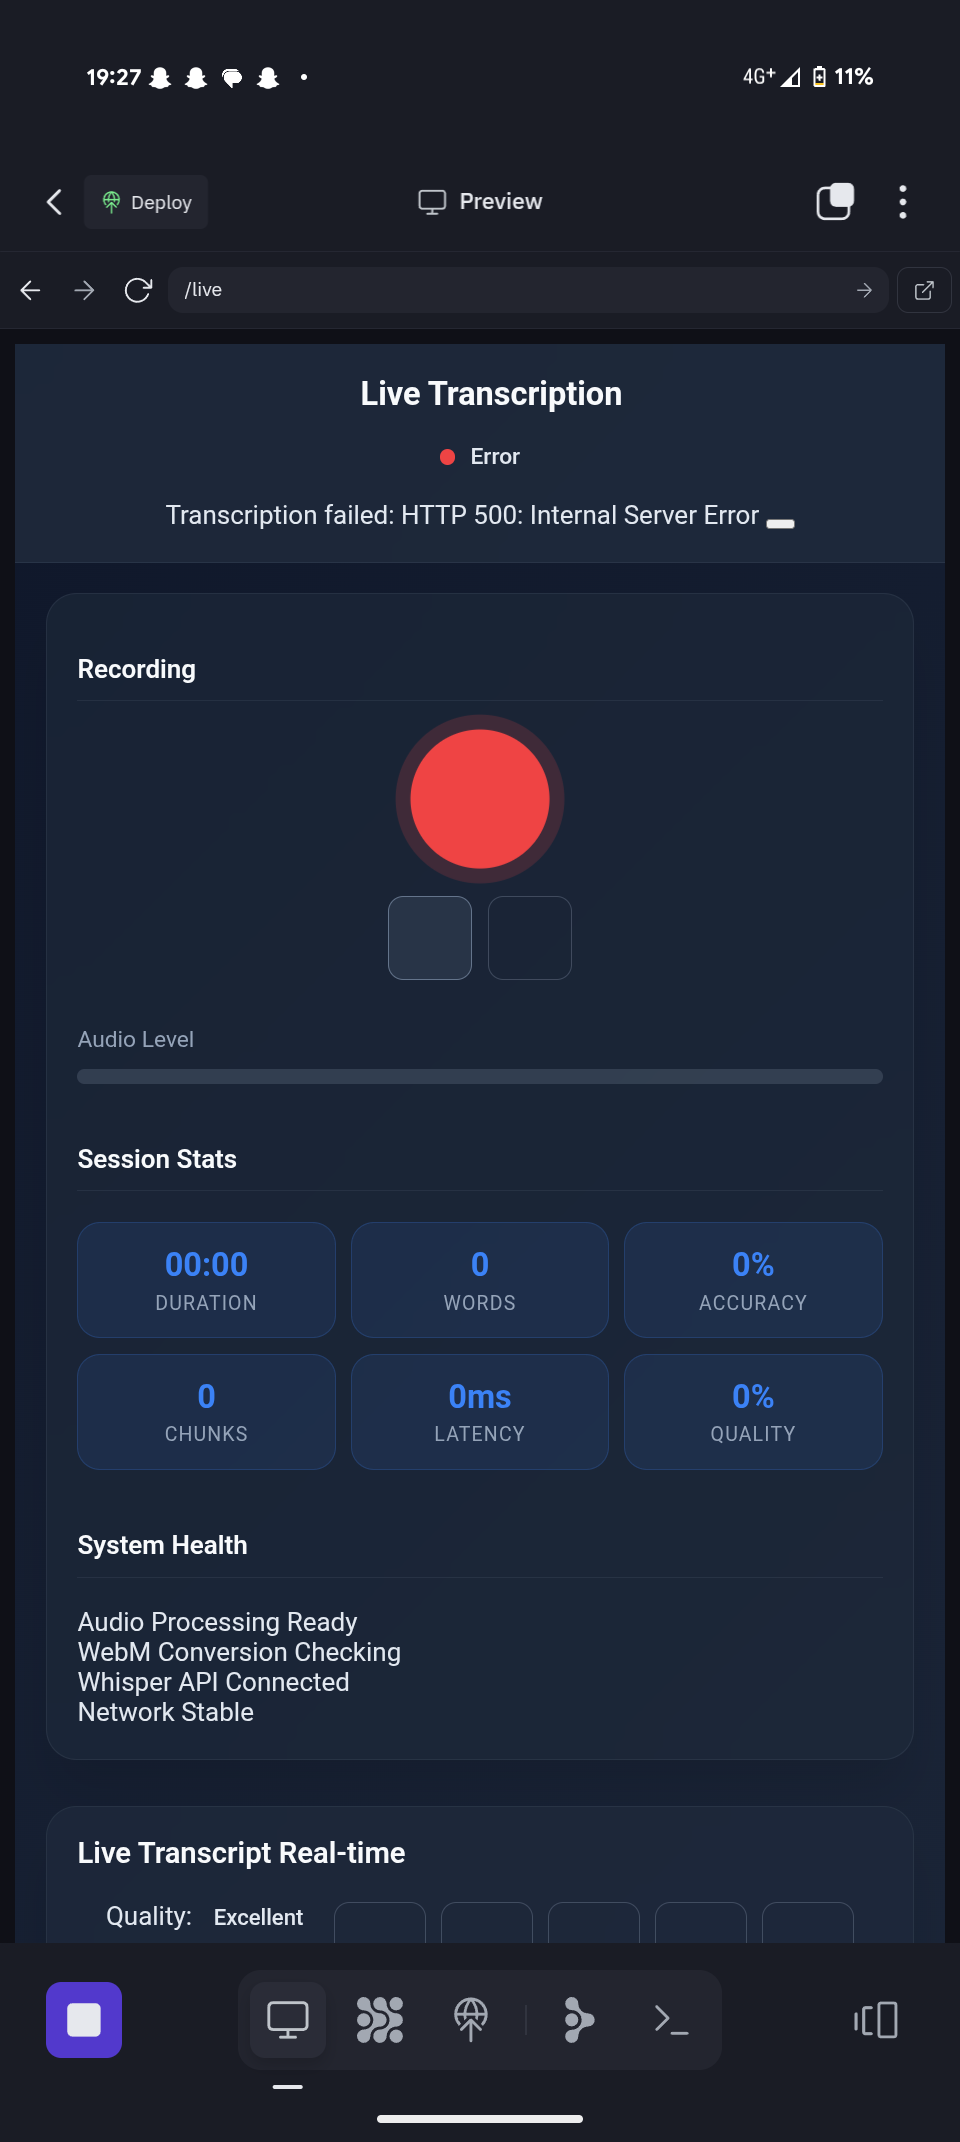 19:27
4G+ 11%
Deploy
Preview
/live
Live Transcription
Error
Transcription failed: HTTP 500: Internal Server Error
Recording
Audio Level
Session Stats
00:00 0 0%
DURATION WORDS ACCURACY
0 0ms 0%
CHUNKS LATENCY QUALITY
System Health
Audio Processing Ready
WebM Conversion Checking
Whisper API Connected
Network Stable
Live Transcript Real-time
Quality: Excellent